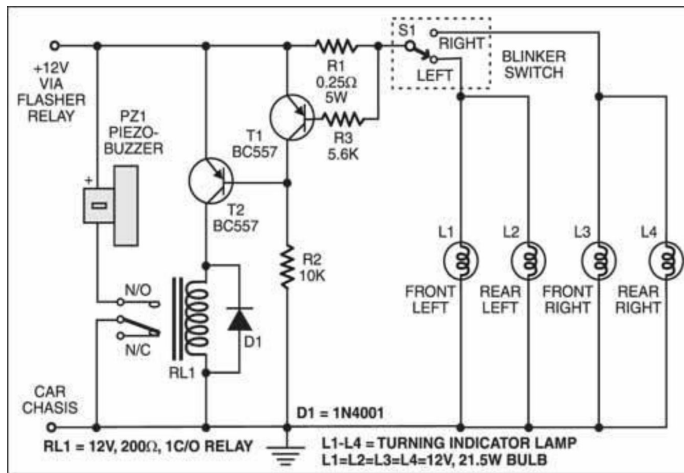 S1
RIGHT
LEFT
BLINKER
SWITCH
+12V
VIA
FLASHER
RELAY
R1
0.25Ω
5W
PZ1
PIEZO-
BUZZER
+
T1
BC557
R3
5.6K
T2
BC557
R2
10K
L1
L2
L3
L4
FRONT
LEFT
REAR
LEFT
FRONT
RIGHT
REAR
RIGHT
N/O
N/C
RL1
D1
CAR
CHASIS
D1 = 1N4001
RL1 = 12V, 200Ω, 1C/O RELAY
L1-L4 = TURNING INDICATOR LAMP
L1=L2=L3=L4=12V, 21.5W BULB